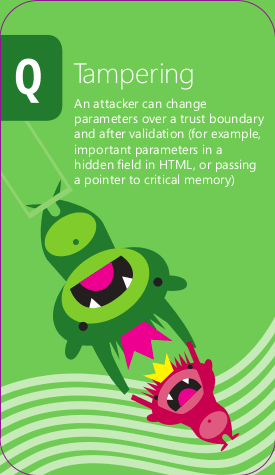 Q
Tampering
An attacker can change
parameters over a trust boundary
and after validation (for example,
important parameters in a
hidden field in HTML, or passing
a pointer to critical memory)